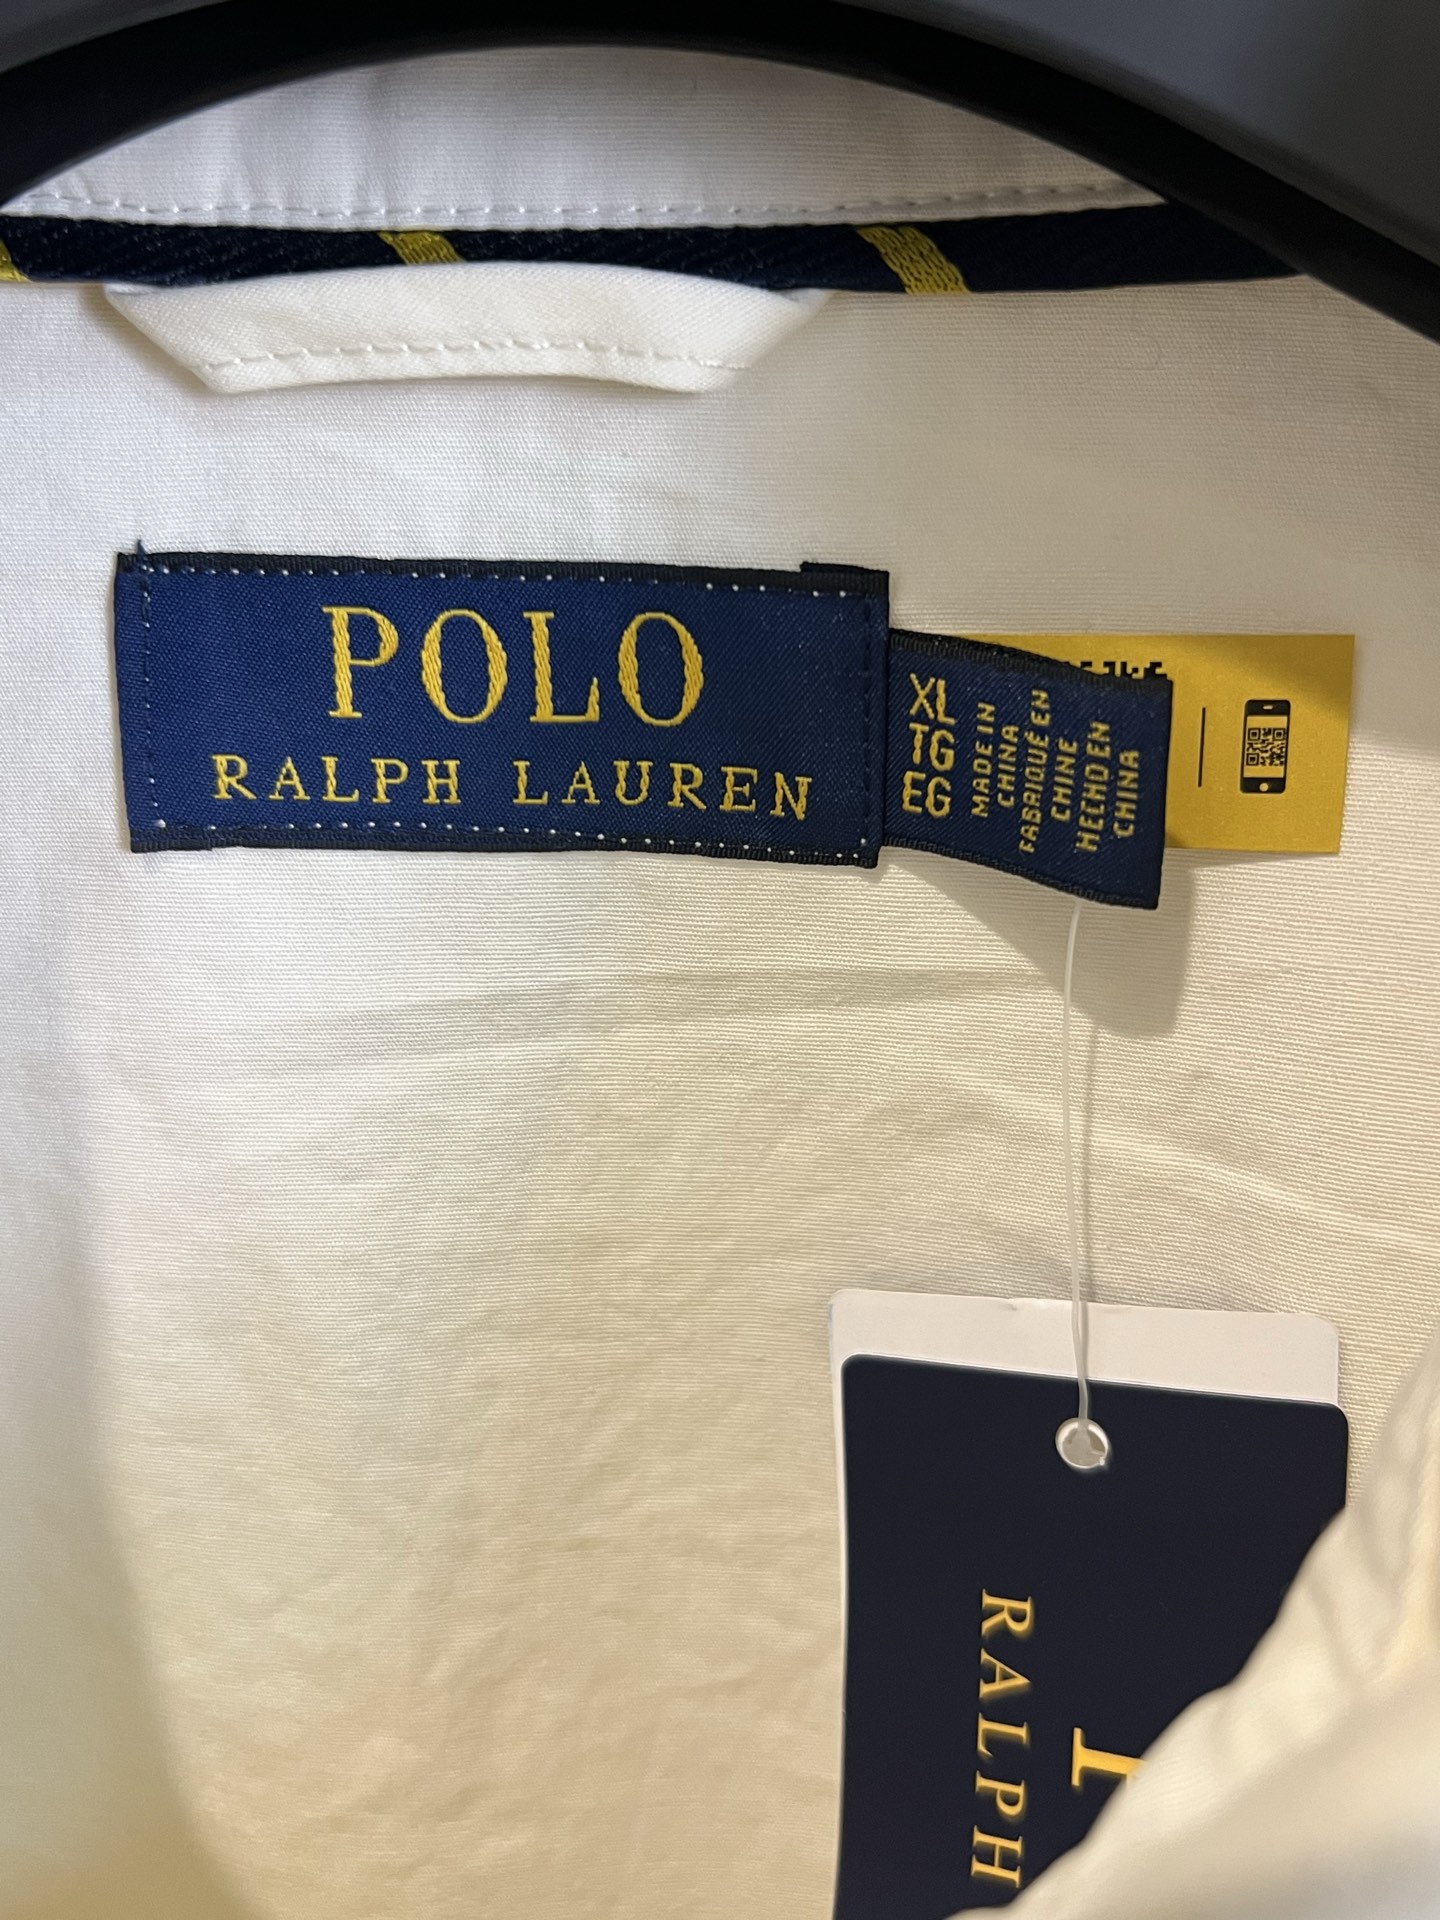 POLO
RALPH LAUREN
XL
TG
EG
MADE IN
CHINA
FABRIQUÉ EN
CHINE
HECHO EN
CHINA
RALPH